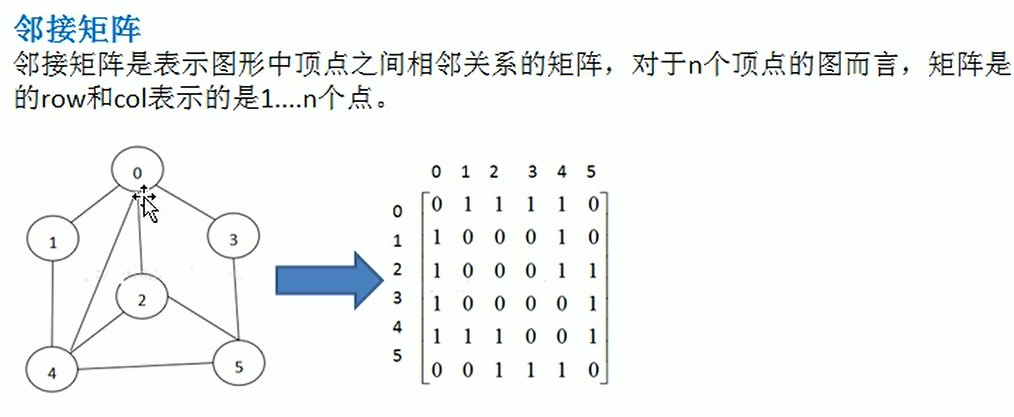 邻接矩阵
邻接矩阵是表示图形中顶点之间相邻关系的矩阵，对于n个顶点的图而言，矩阵是
的row和col表示的是1....n个点。
0
1
3
2
4
5
0 1 2 3 4 5
0 0 1 1 1 1 0
1 1 0 0 0 1 0
2 1 0 0 0 1 1
3 1 0 0 0 0 1
4 1 1 1 0 0 1
5 0 0 1 1 1 0